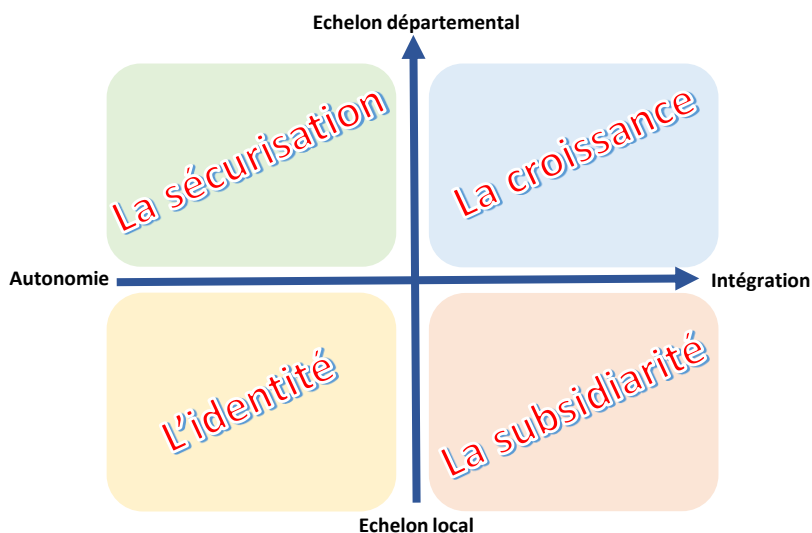 Echelon départemental
La sécurisation
La croissance
Autonomie
Intégration
L'identité
La subsidiarité
Echelon local